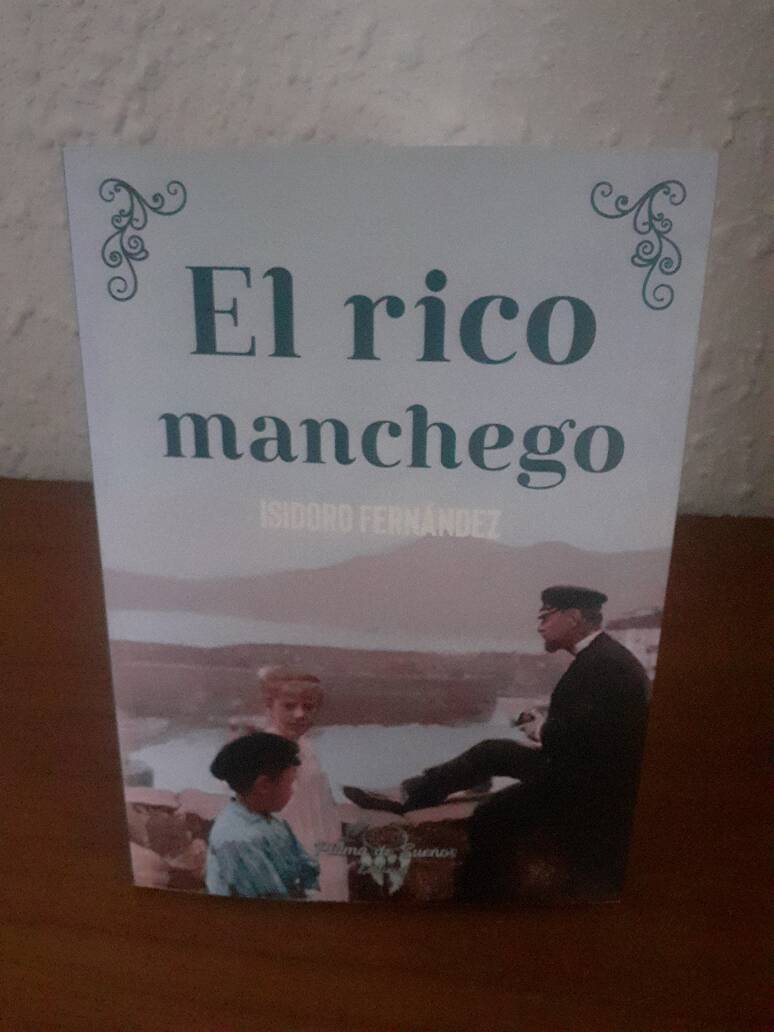 El rico
manchego
ISIDORO FERNÁNDEZ
Pluma de Sueños